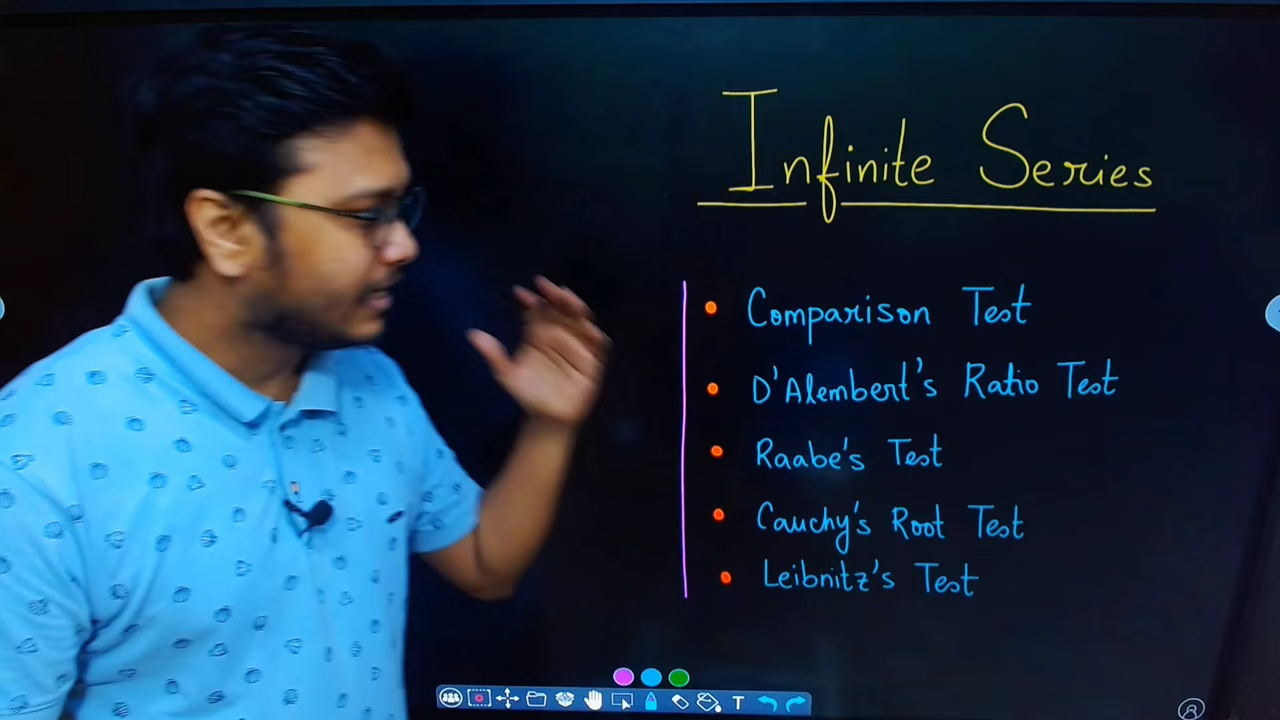 Infinite Series
• Comparison Test
• D'Alembert's Ratio Test
• Raabe's Test
• Cauchy's Root Test
• Leibnitz's Test
T